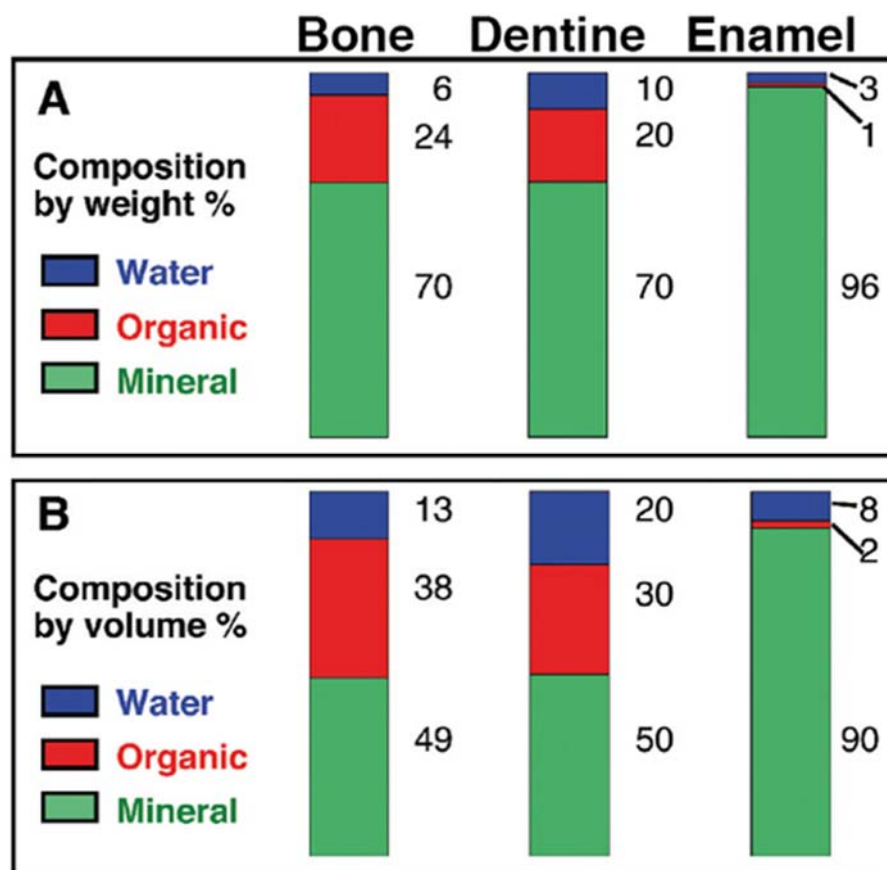 Bone Dentine Enamel
A
Composition
by weight %
Water
Organic
Mineral
6
24
70
10
20
70
3
1
96
B
Composition
by volume %
Water
Organic
Mineral
13
38
49
20
30
50
8
2
90